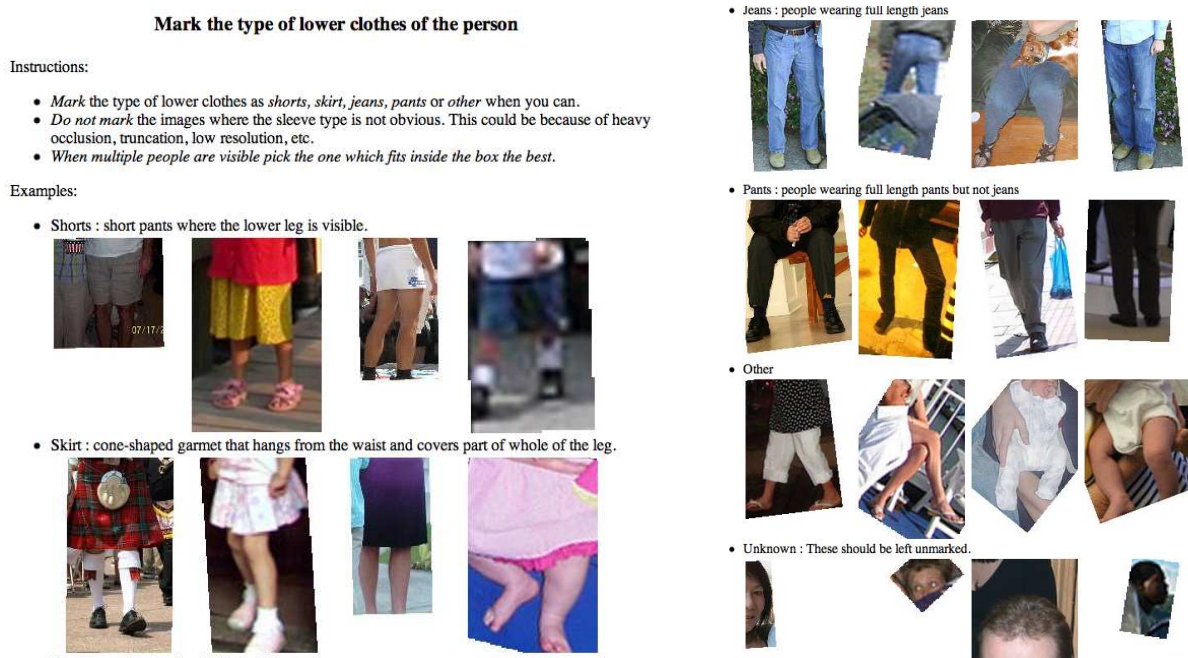 Mark the type of lower clothes of the person
Instructions:
• Mark the type of lower clothes as shorts, skirt, jeans, pants or other when you can.
• Do not mark the images where the sleeve type is not obvious. This could be because of heavy
occlusion, truncation, low resolution, etc.
• When multiple people are visible pick the one which fits inside the box the best.
Examples:
• Shorts : short pants where the lower leg is visible.
07/17/2
• Skirt : cone-shaped garmet that hangs from the waist and covers part of whole of the leg.
• Jeans : people wearing full length jeans
• Pants : people wearing full length pants but not jeans
• Other
• Unknown : These should be left unmarked.